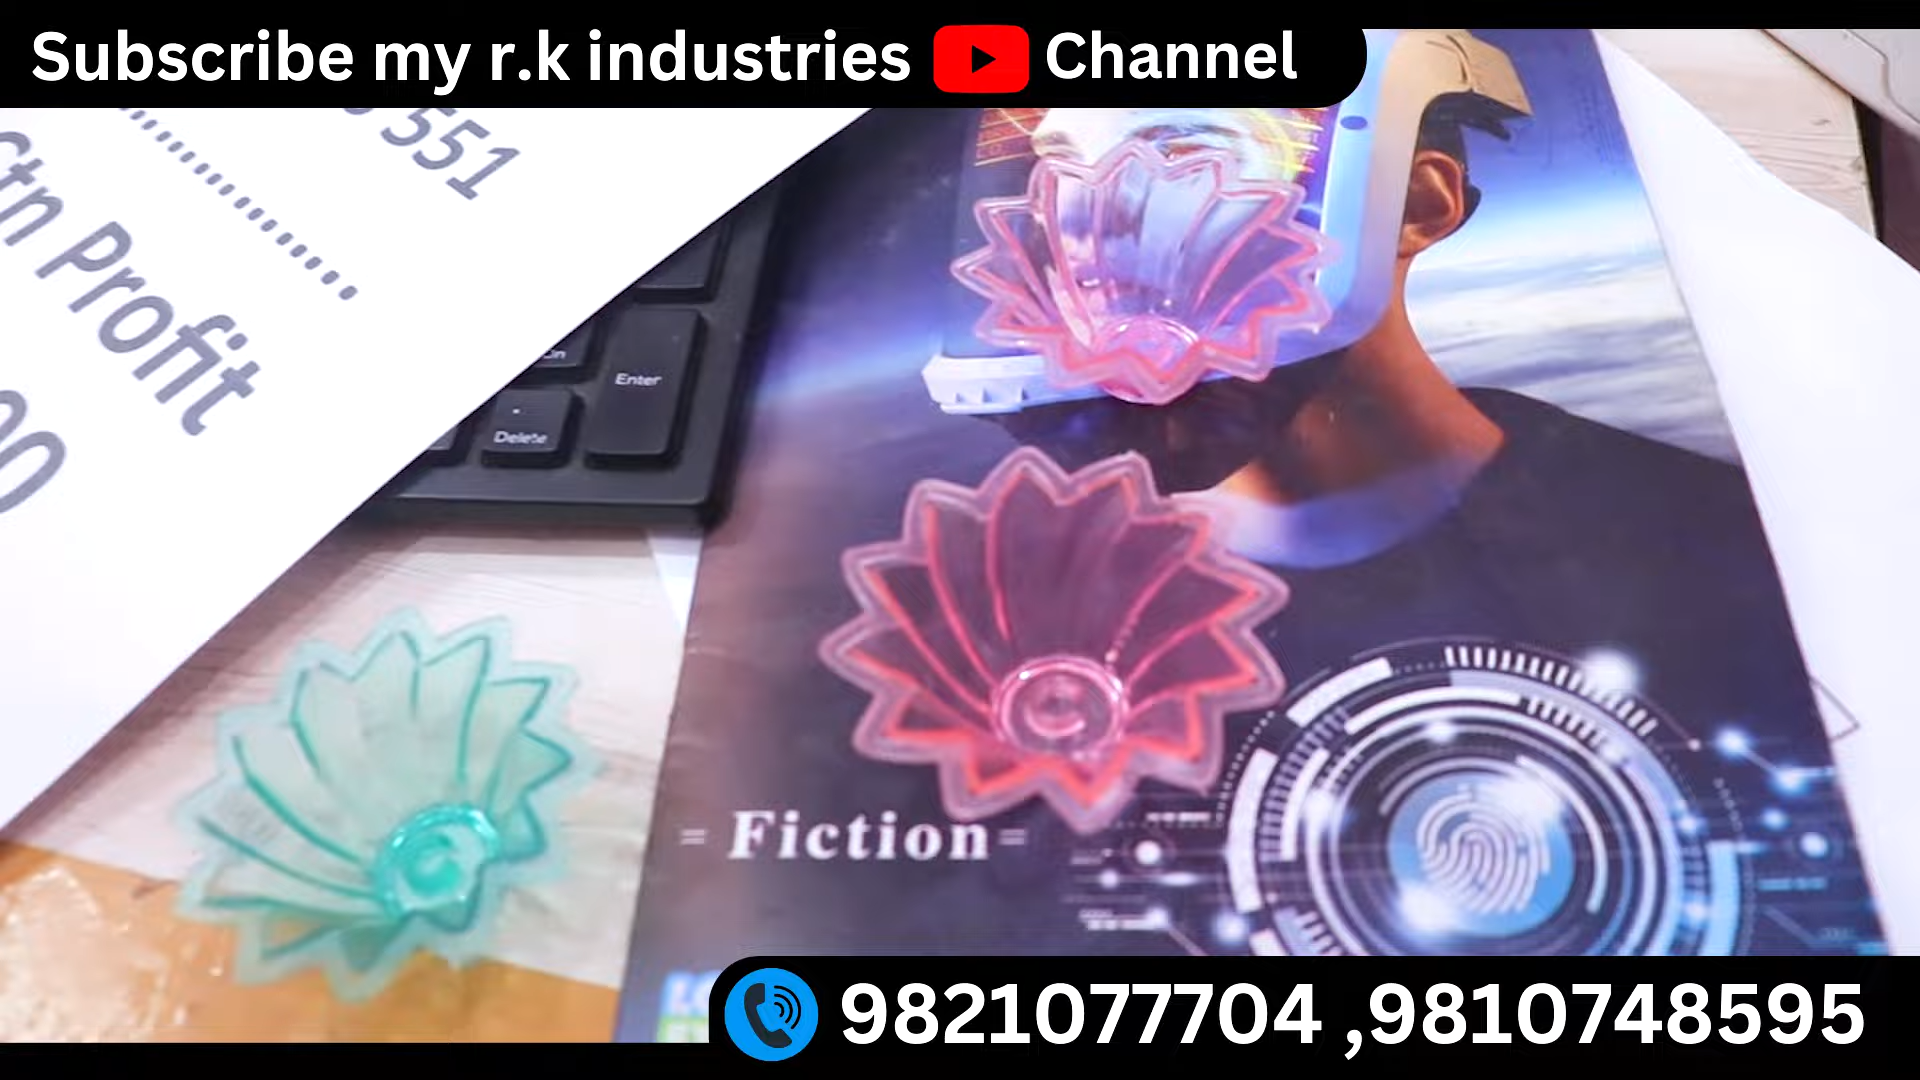 Subscribe my r.k industries Channel
551
Profit
Enter
Delete
= Fiction =
9821077704 ,9810748595